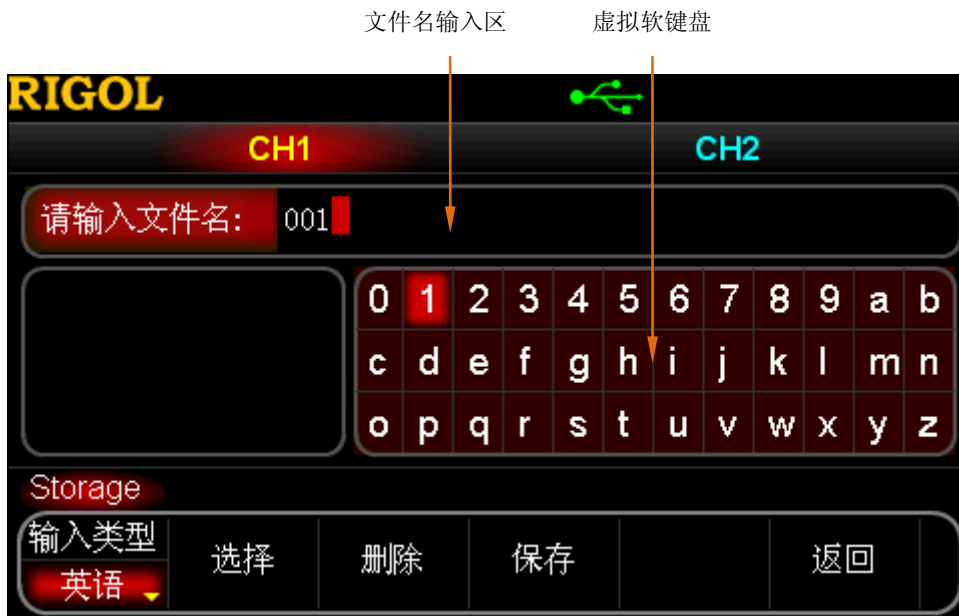 文件名输入区 虚拟软键盘
RIGOL
CH1 CH2
请输入文件名: 001
0 1 2 3 4 5 6 7 8 9 a b
c d e f g h i j k l m n
o p q r s t u v w x y z
Storage
输入类型
英语 选择 删除 保存 返回